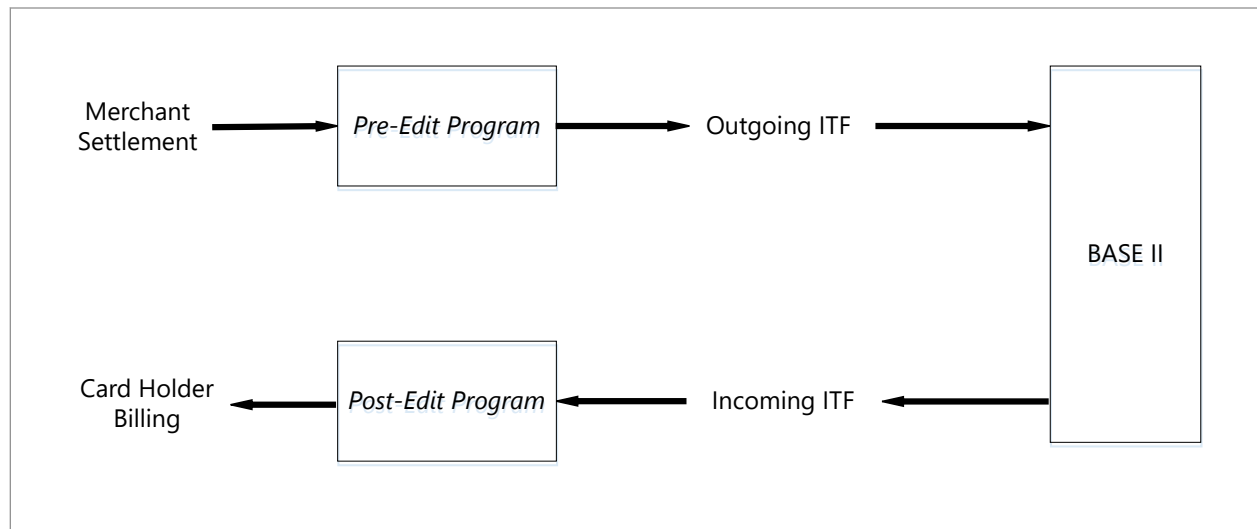 Merchant
Settlement
Pre-Edit Program
Outgoing ITF
BASE II
Card Holder
Billing
Post-Edit Program
Incoming ITF